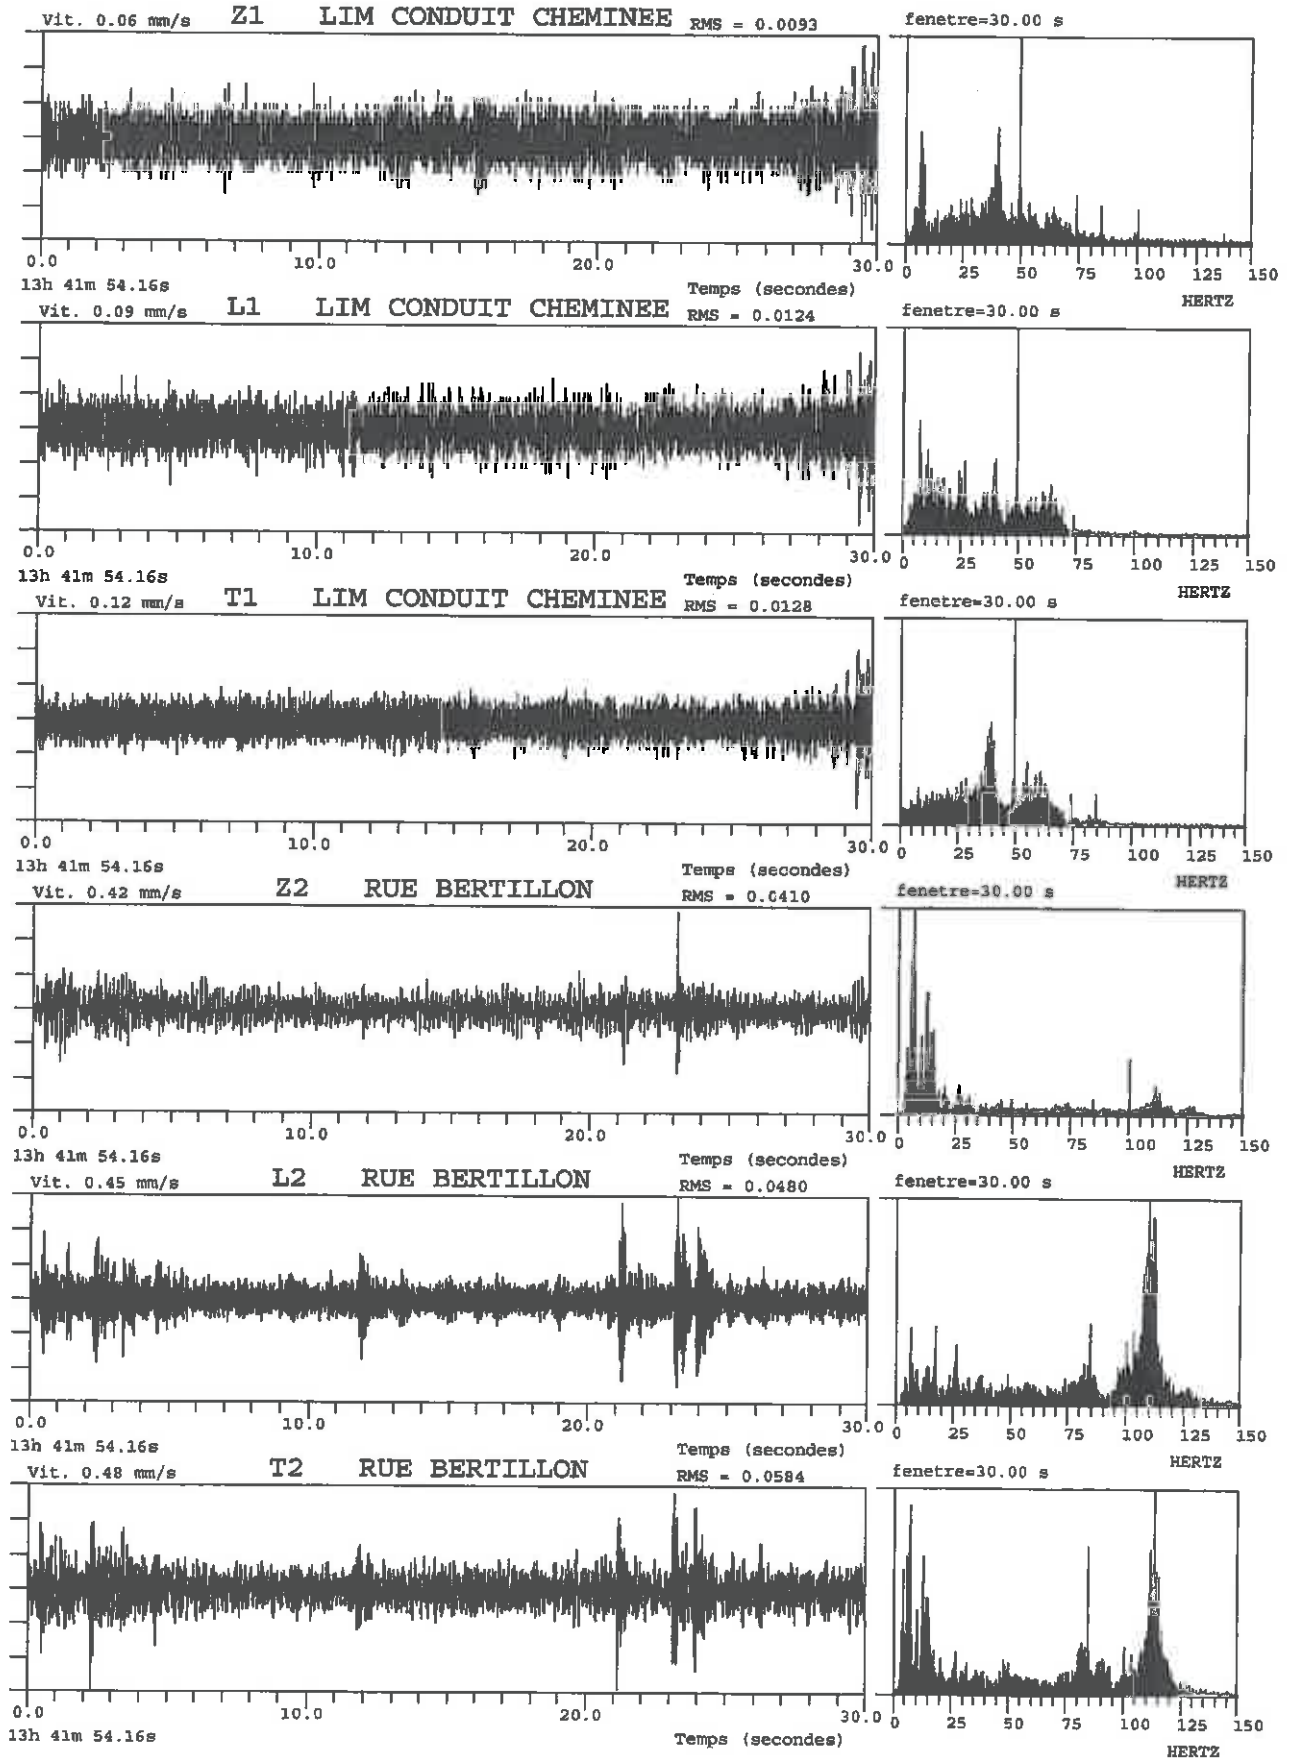 Vit. 0.06 mm/s Z1 LIM CONDUIT CHEMINEE RMS = 0.0093 fenetre=30.00 s
0.0 10.0 20.0 30.0 0 25 50 75 100 125 150
13h 41m 54.16s Temps (secondes) HERTZ
Vit. 0.09 mm/s L1 LIM CONDUIT CHEMINEE RMS = 0.0124 fenetre=30.00 s
0.0 10.0 20.0 30.0 0 25 50 75 100 125 150
13h 41m 54.16s Temps (secondes) HERTZ
Vit. 0.12 mm/s T1 LIM CONDUIT CHEMINEE RMS = 0.0128 fenetre=30.00 s
0.0 10.0 20.0 30.0 0 25 50 75 100 125 150
13h 41m 54.16s Temps (secondes) HERTZ
Vit. 0.42 mm/s Z2 RUE BERTILLON RMS = 0.0410 fenetre=30.00 s
0.0 10.0 20.0 30.0 0 25 50 75 100 125 150
13h 41m 54.16s Temps (secondes) HERTZ
Vit. 0.45 mm/s L2 RUE BERTILLON RMS = 0.0480 fenetre=30.00 s
0.0 10.0 20.0 30.0 0 25 50 75 100 125 150
13h 41m 54.16s Temps (secondes) HERTZ
Vit. 0.48 mm/s T2 RUE BERTILLON RMS = 0.0584 fenetre=30.00 s
0.0 10.0 20.0 30.0 0 25 50 75 100 125 150
13h 41m 54.16s Temps (secondes) HERTZ